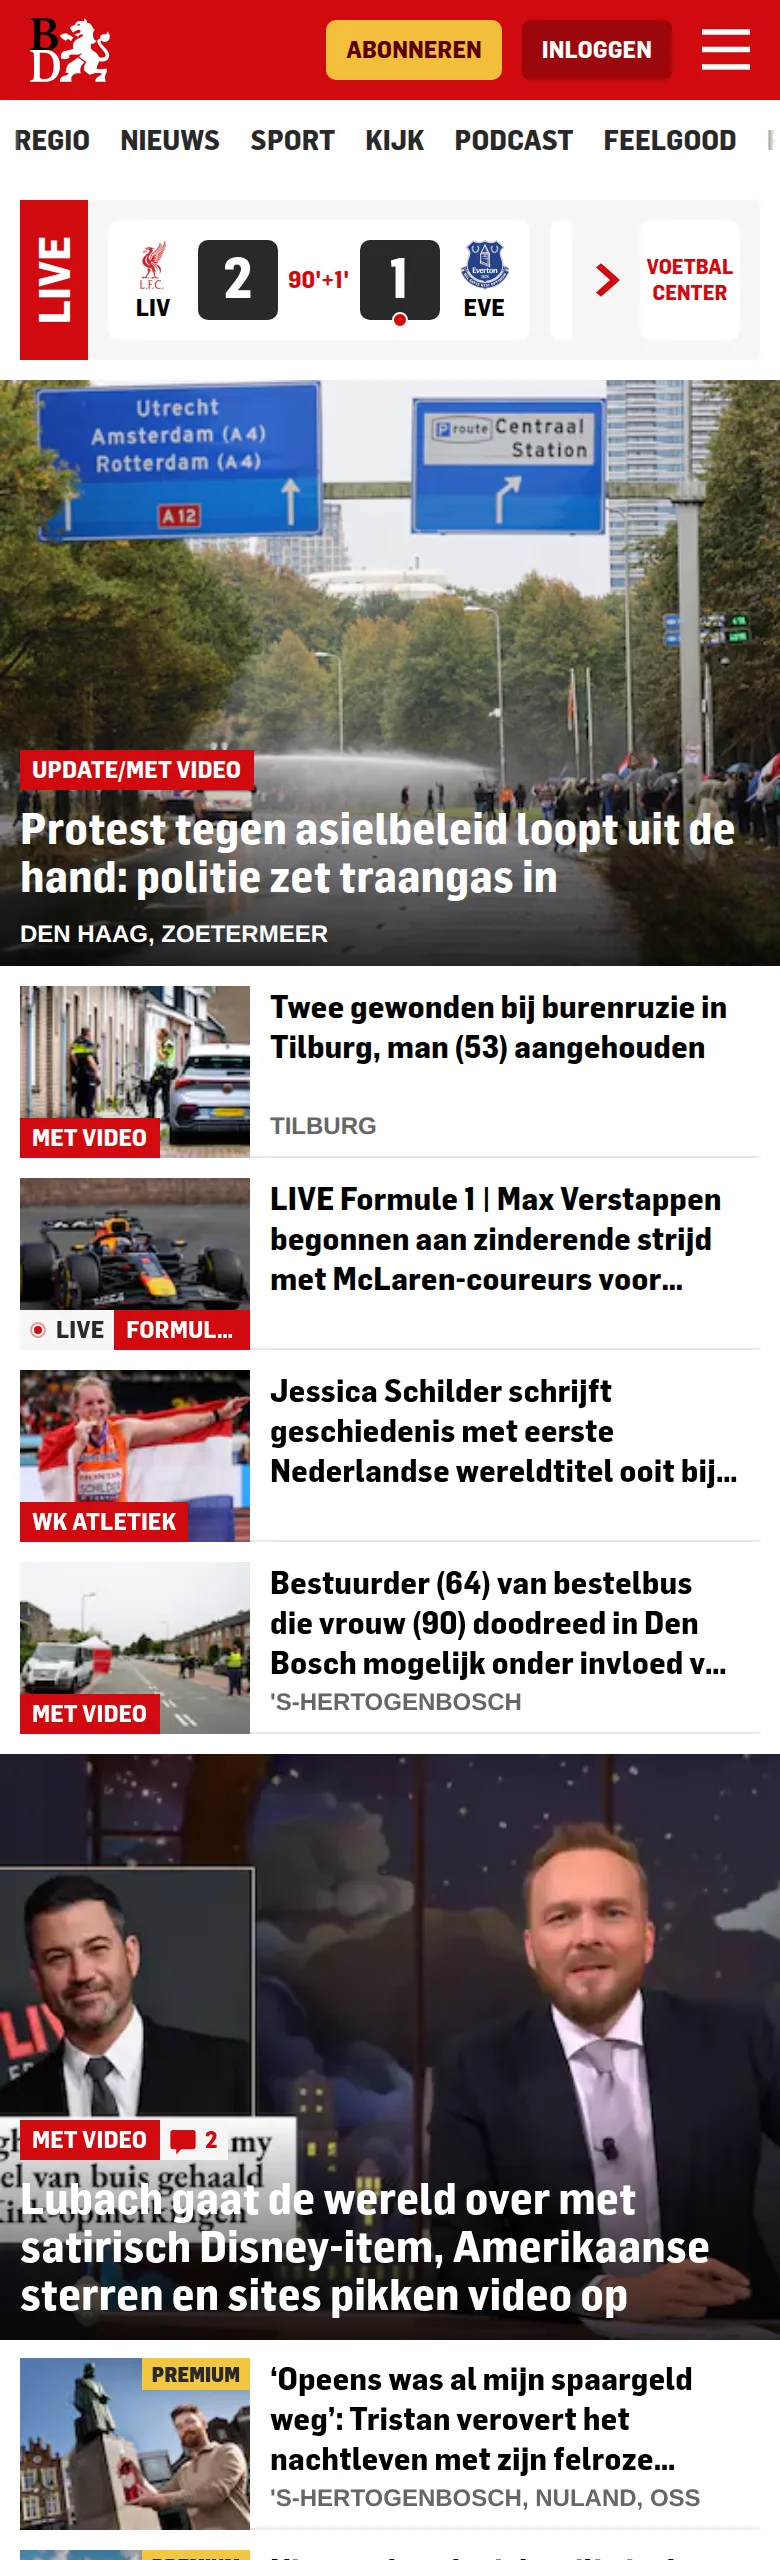 BD
ABONNEREN
INLOGGEN
REGIO NIEUWS SPORT KIJK PODCAST FEELGOOD
LIVE
L.F.C.
LIV
2
90'+1'
1
Everton
EVE
VOETBAL
CENTER
Utrecht
Amsterdam (A4)
Rotterdam (A4)
A12
P route Centraal
Station
UPDATE/MET VIDEO
Protest tegen asielbeleid loopt uit de
hand: politie zet traangas in
DEN HAAG, ZOETERMEER
Twee gewonden bij burenruzie in
Tilburg, man (53) aangehouden
TILBURG
MET VIDEO
LIVE Formule 1 | Max Verstappen
begonnen aan zinderende strijd
met McLaren-coureurs voor...
LIVE
FORMUL...
Jessica Schilder schrijft
geschiedenis met eerste
Nederlandse wereldtitel ooit bij...
SCHILDER
WK ATLETIEK
Bestuurder (64) van bestelbus
die vrouw (90) doodreed in Den
Bosch mogelijk onder invloed v...
'S-HERTOGENBOSCH
MET VIDEO
MET VIDEO
2
my
el van buis gehaald
Lubach gaat de wereld over met
satirisch Disney-item, Amerikaanse
sterren en sites pikken video op
PREMIUM
‘Opeens was al mijn spaargeld
weg’: Tristan verovert het
nachtleven met zijn felroze...
'S-HERTOGENBOSCH, NULAND, OSS